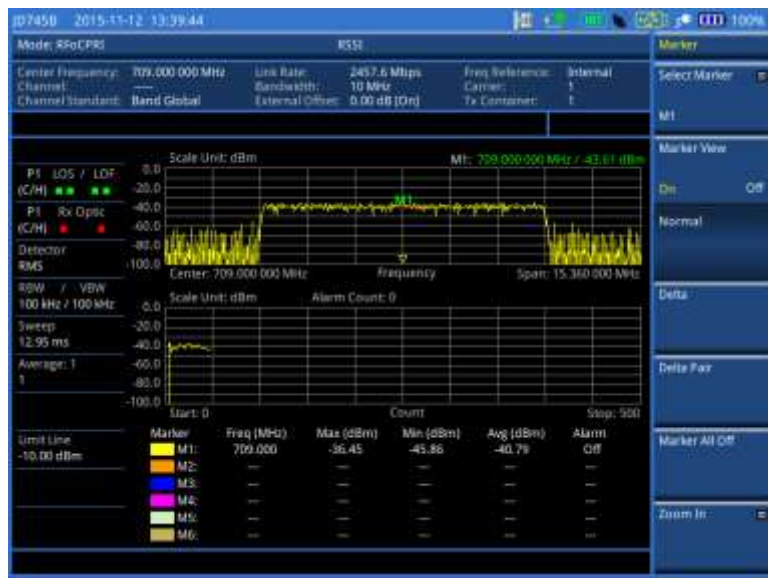 JD745B 2015-11-12 13:39:44 INT 100%
Mode: RFoCPRI RSSI Marker
Center Frequency: 709.000 000 MHz Link Rate: 2457.6 Mbps Freq Reference: Internal
Channel: ---- Bandwidth: 10 MHz Carrier: 1
Channel Standard: Band Global External Offset: 0.00 dB [On] Tx Container: 1
Select Marker
M1
Marker View
On Off
Normal
Delta
Delta Pair
Marker All Off
Zoom In
P1 LOS / LOF
(C/H)
P1 Rx Optic
(C/H)
Detector
RMS
RBW / VBW
100 kHz / 100 kHz
Sweep
12.95 ms
Average: 1
1
Limit Line
-10.00 dBm
Scale Unit: dBm M1: 709.000 000 MHz / -43.61 dBm
0.0
-20.0
-40.0
-60.0
-80.0
-100.0
M1
Center: 709.000 000 MHz Frequency Span: 15.360 000 MHz
Scale Unit: dBm Alarm Count: 0
0.0
-20.0
-40.0
-60.0
-80.0
-100.0
Start: 0 Count Stop: 500
Marker Freq (MHz) Max (dBm) Min (dBm) Avg (dBm) Alarm
M1: 709.000 -36.45 -45.86 -40.79 Off
M2: --- --- --- --- ---
M3: --- --- --- --- ---
M4: --- --- --- --- ---
M5: --- --- --- --- ---
M6: --- --- --- --- ---